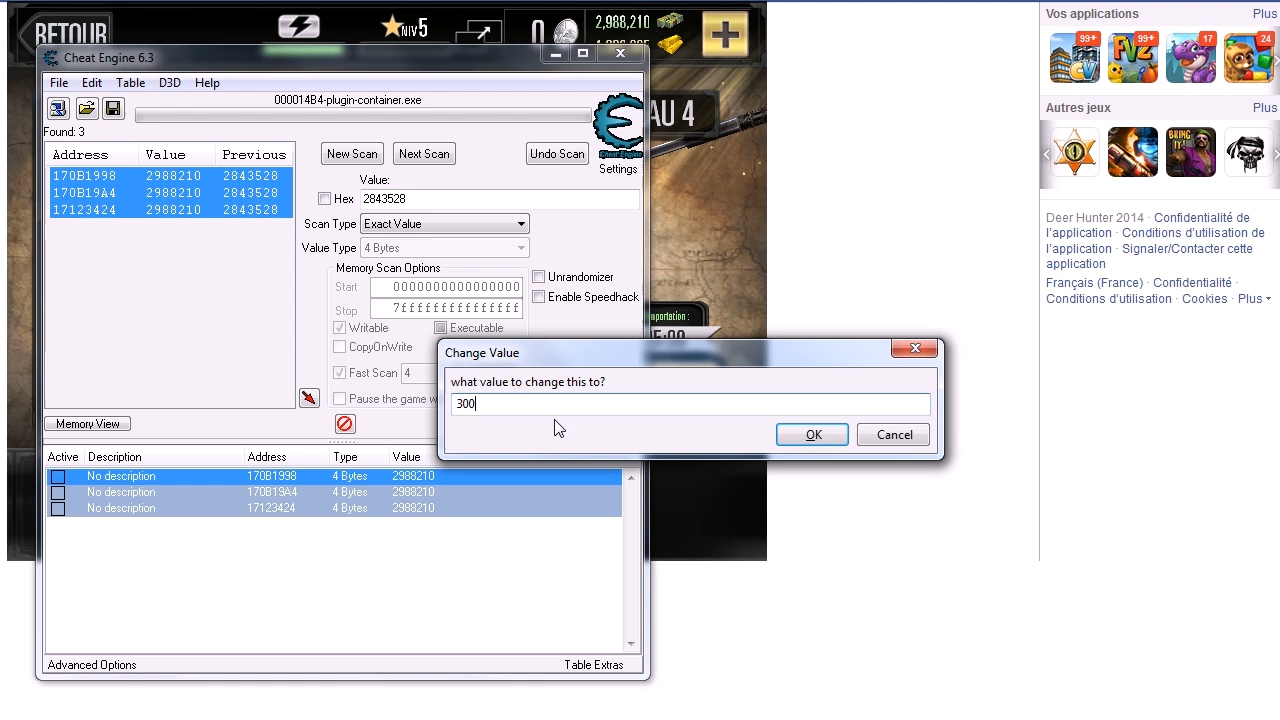 RETOUR
NIV 5
0
2,988,210
Vos applications
Plus
99+
99+
17
24
Autres jeux
Plus
BRING IT!
Deer Hunter 2014 · Confidentialité de
l'application · Conditions d'utilisation de
l'application · Signaler/Contacter cette
application
Français (France) · Confidentialité ·
Conditions d'utilisation · Cookies · Plus
AU 4
mportation :
Cheat Engine 6.3
File Edit Table D3D Help
000014B4-plugin-container.exe
Found: 3
Cheat Engine
Settings
Address Value Previous
170B1998 2988210 2843528
170B19A4 2988210 2843528
17123424 2988210 2843528
New Scan Next Scan Undo Scan
Value:
Hex 2843528
Scan Type Exact Value
Value Type 4 Bytes
Memory Scan Options
Start 0000000000000000
Stop 7fffffffffffffff
Writable Executable
CopyOnWrite
Fast Scan 4
Pause the game w
Unrandomizer
Enable Speedhack
Memory View
Change Value
what value to change this to?
300
OK Cancel
Active Description Address Type Value
No description 170B1998 4 Bytes 2988210
No description 170B19A4 4 Bytes 2988210
No description 17123424 4 Bytes 2988210
Advanced Options Table Extras